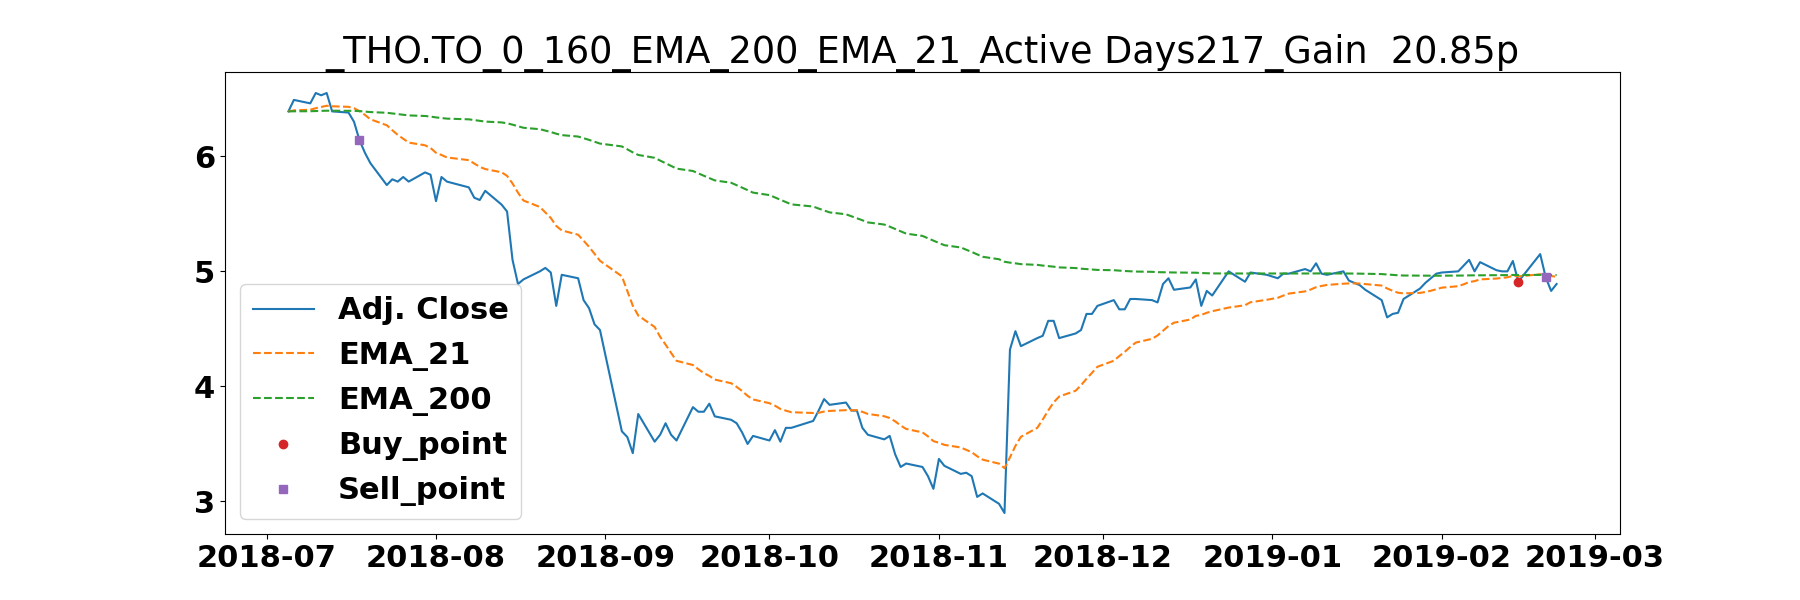 _THO.TO_0_160_EMA_200_EMA_21_Active Days217_Gain  20.85p
6
5
4
3
Adj. Close
EMA_21
EMA_200
Buy_point
Sell_point
2018-07 2018-08 2018-09 2018-10 2018-11 2018-12 2019-01 2019-02 2019-03